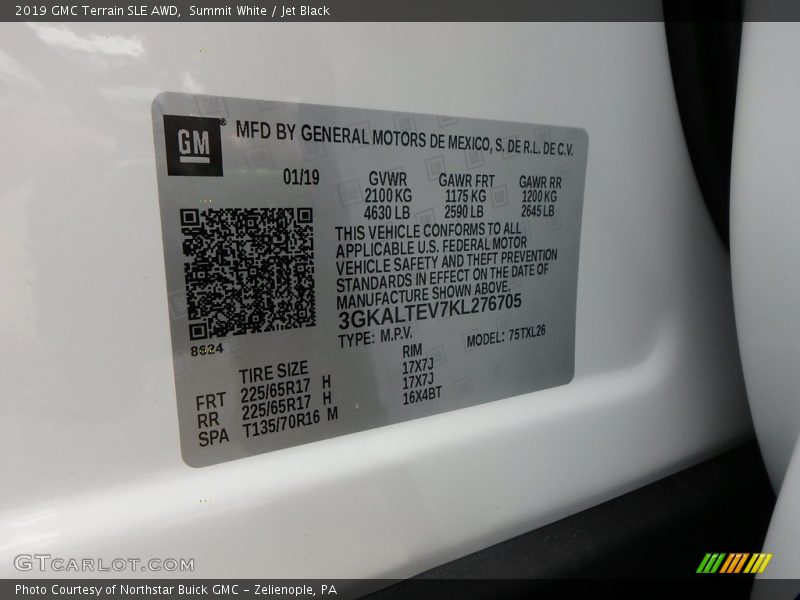 2019 GMC Terrain SLE AWD, Summit White / Jet Black
GM ® MFD BY GENERAL MOTORS DE MEXICO, S. DE R.L. DE C.V.
01/19 GVWR GAWR FRT GAWR RR
2100 KG 1175 KG 1200 KG
4630 LB 2590 LB 2645 LB
THIS VEHICLE CONFORMS TO ALL
APPLICABLE U.S. FEDERAL MOTOR
VEHICLE SAFETY AND THEFT PREVENTION
STANDARDS IN EFFECT ON THE DATE OF
MANUFACTURE SHOWN ABOVE.
3GKALTEV7KL276705
8834
TYPE: M.P.V. MODEL: 75TXL26
TIRE SIZE RIM
FRT 225/65R17 H 17X7J
RR 225/65R17 H 17X7J
SPA T135/70R16 M 16X4BT
GTCARLOT.COM
Photo Courtesy of Northstar Buick GMC - Zelienople, PA